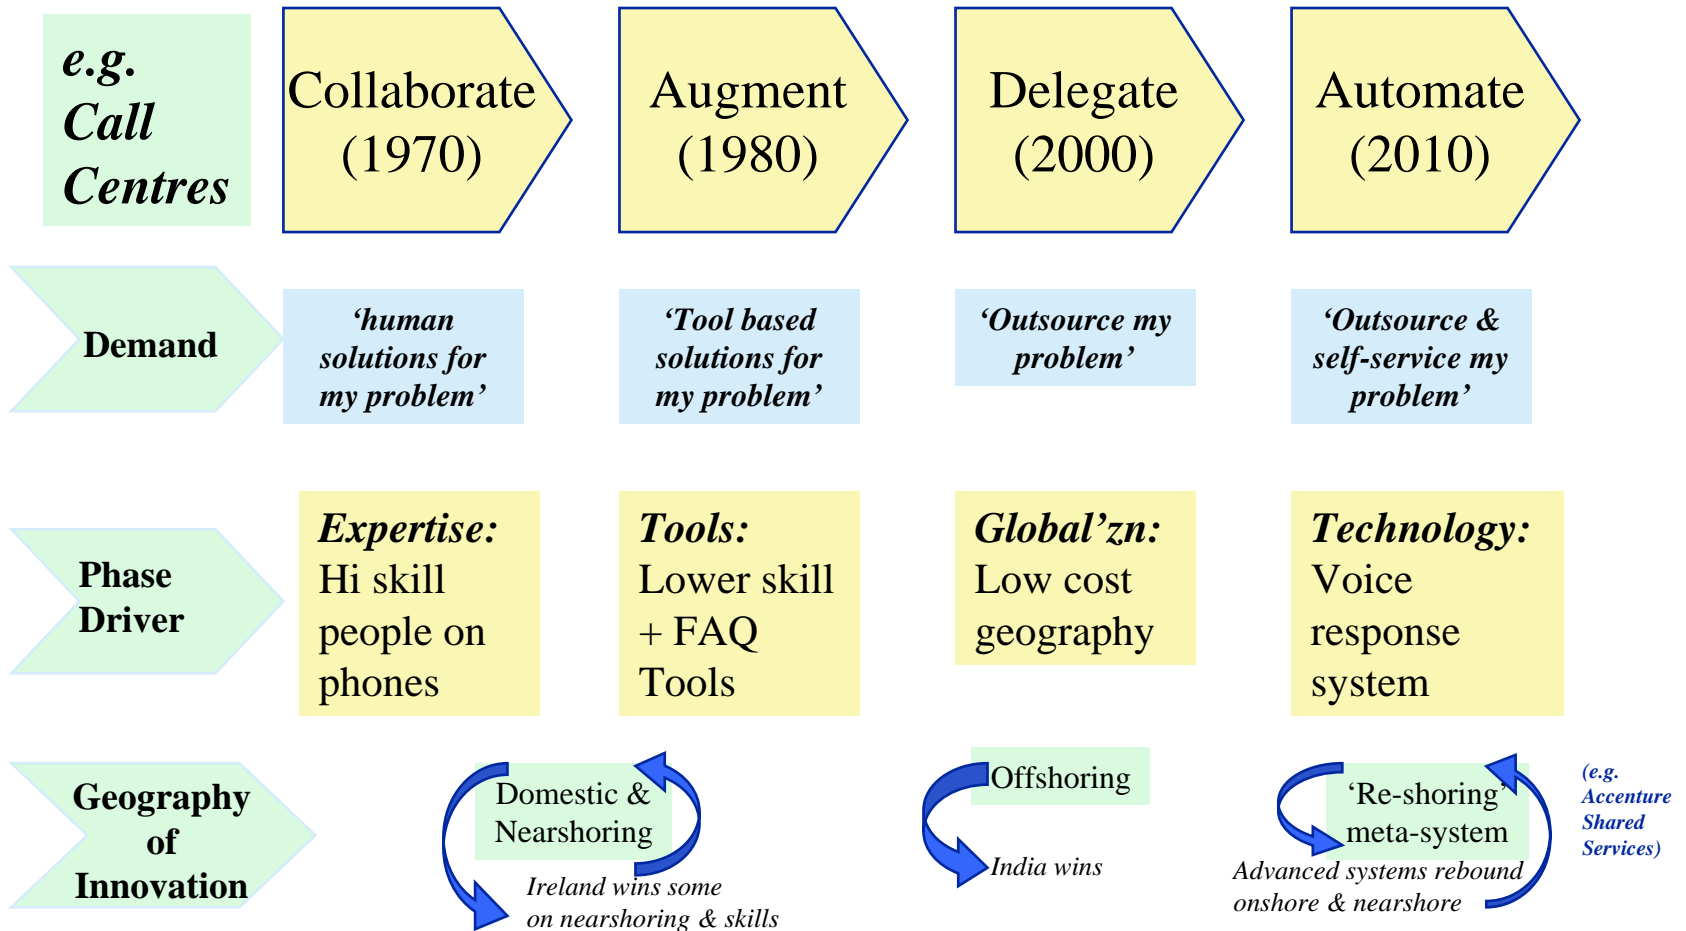 e.g.
Call
Centres
Collaborate
(1970)
Augment
(1980)
Delegate
(2000)
Automate
(2010)
Demand
‘human
solutions for
my problem’
‘Tool based
solutions for
my problem’
‘Outsource my
problem’
‘Outsource &
self-service my
problem’
Phase
Driver
Expertise:
Hi skill
people on
phones
Tools:
Lower skill
+ FAQ
Tools
Global’zn:
Low cost
geography
Technology:
Voice
response
system
Geography
of
Innovation
Domestic &
Nearshoring
Ireland wins some
on nearshoring & skills
Offshoring
India wins
‘Re-shoring’
meta-system
Advanced systems rebound
onshore & nearshore
(e.g.
Accenture
Shared
Services)